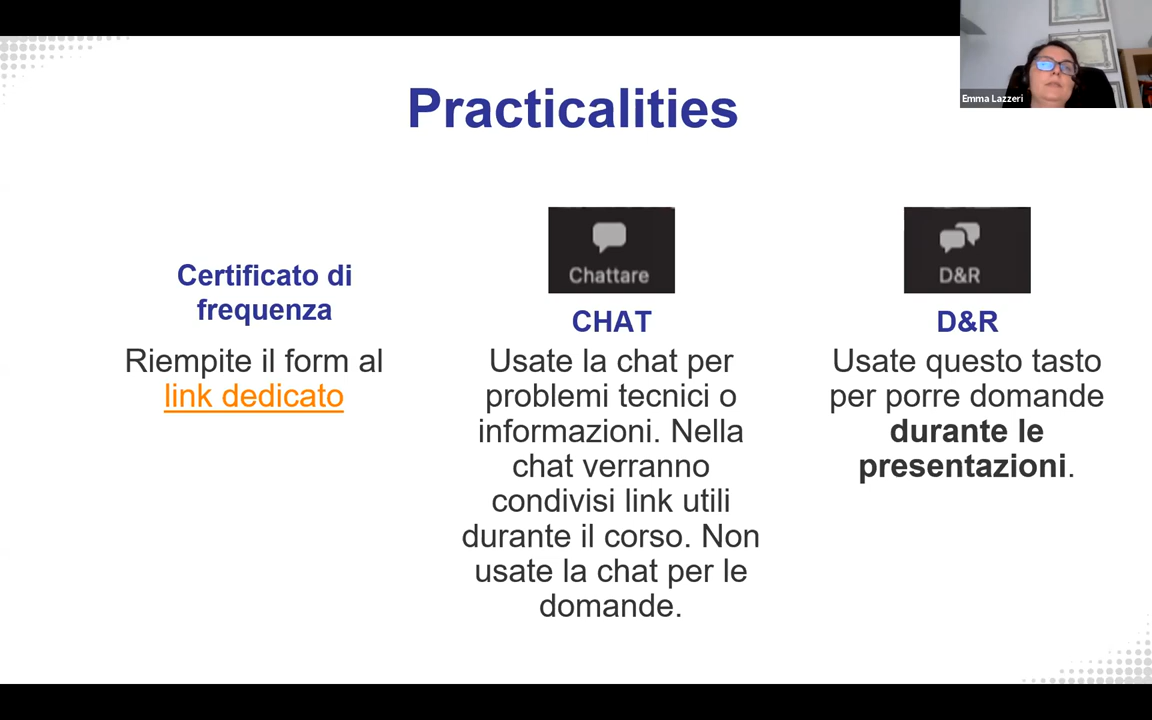 Practicalities
Emma Lazzeri
Certificato di
frequenza
Riempite il form al
link dedicato
Chattare
CHAT
Usate la chat per
problemi tecnici o
informazioni. Nella
chat verranno
condivisi link utili
durante il corso. Non
usate la chat per le
domande.
D&R
D&R
Usate questo tasto
per porre domande
durante le
presentazioni.